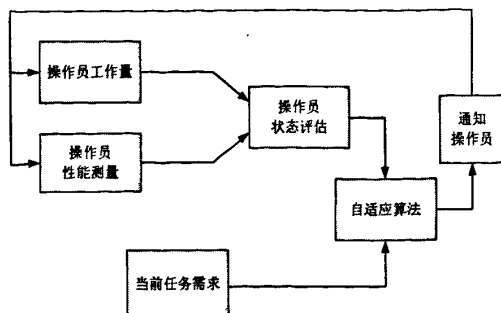 操作员工作量
操作员
性能测量
操作员
状态评估
通知
操作员
自适应算法
当前任务需求